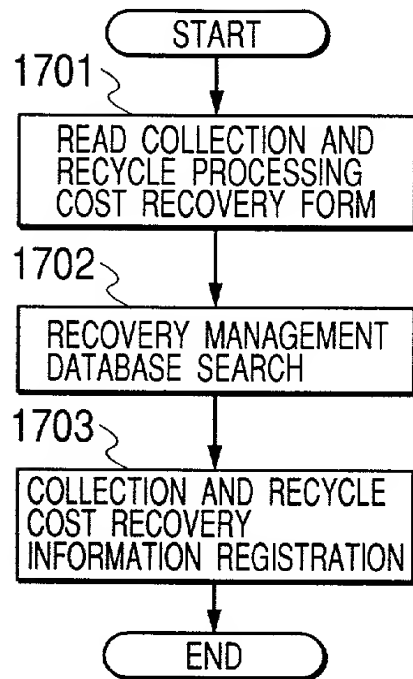 START
1701
READ COLLECTION AND
RECYCLE PROCESSING
COST RECOVERY FORM
1702
RECOVERY MANAGEMENT
DATABASE SEARCH
1703
COLLECTION AND RECYCLE
COST RECOVERY
INFORMATION REGISTRATION
END